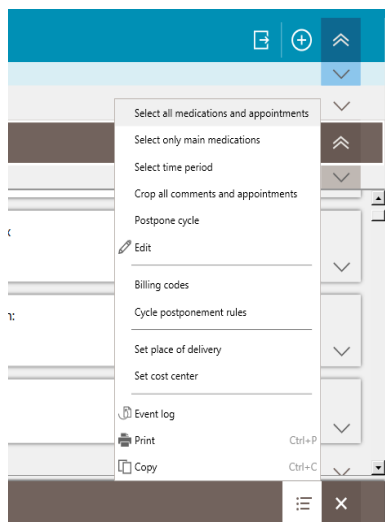 Select all medications and appointments
Select only main medications
Select time period
Crop all comments and appointments
Postpone cycle
Edit
Billing codes
Cycle postponement rules
Set place of delivery
Set cost center
Event log
Print Ctrl+P
Copy Ctrl+C